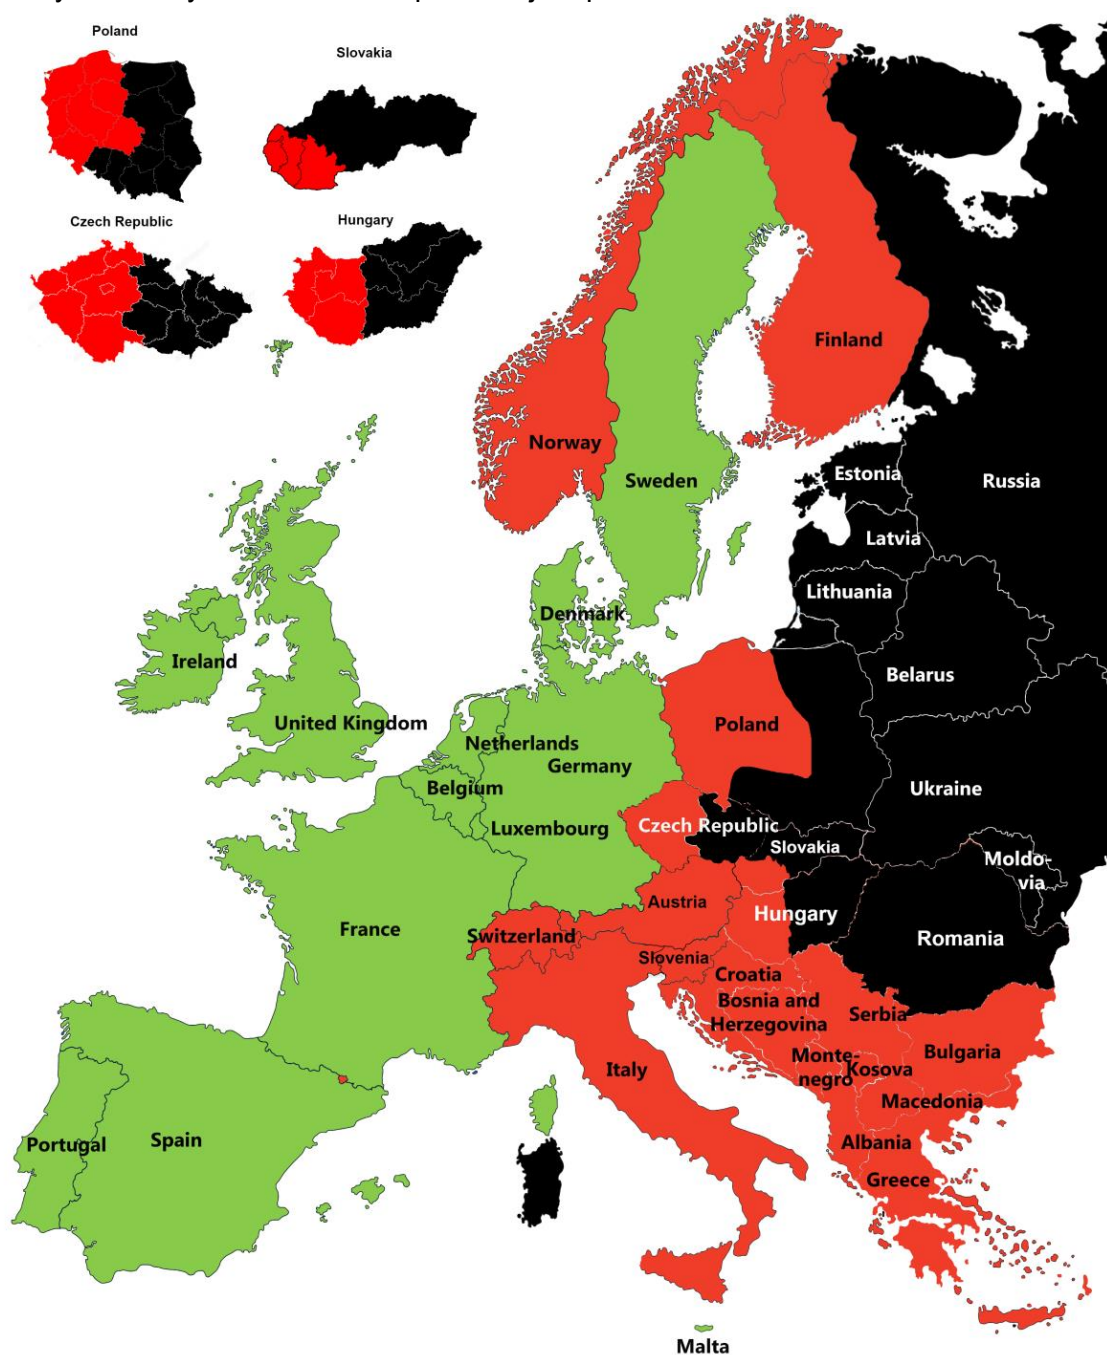 Poland
Slovakia
Czech Republic
Hungary
Finland
Norway
Sweden
Estonia
Russia
Latvia
Lithuania
Denmark
Ireland
Belarus
United Kingdom
Poland
Netherlands
Germany
Belgium
Ukraine
Luxembourg
Czech Republic
Slovakia
Moldo-
via
Austria
Hungary
France
Switzerland
Romania
Slovenia
Croatia
Bosnia and
Herzegovina
Serbia
Monte-
negro
Kosova
Bulgaria
Italy
Macedonia
Portugal
Spain
Albania
Greece
Malta